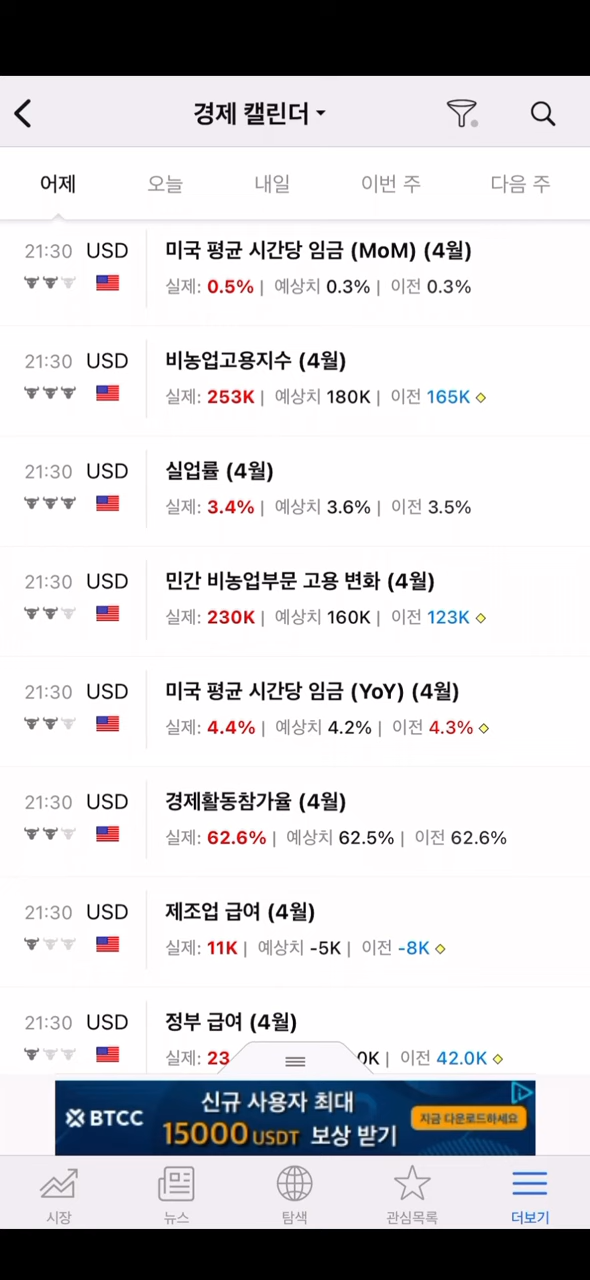 경제 캘린더
어제 오늘 내일 이번 주 다음 주
21:30 USD 미국 평균 시간당 임금 (MoM) (4월)
실제: 0.5% | 예상치 0.3% | 이전 0.3%
21:30 USD 비농업고용지수 (4월)
실제: 253K | 예상치 180K | 이전 165K
21:30 USD 실업률 (4월)
실제: 3.4% | 예상치 3.6% | 이전 3.5%
21:30 USD 민간 비농업부문 고용 변화 (4월)
실제: 230K | 예상치 160K | 이전 123K
21:30 USD 미국 평균 시간당 임금 (YoY) (4월)
실제: 4.4% | 예상치 4.2% | 이전 4.3%
21:30 USD 경제활동참가율 (4월)
실제: 62.6% | 예상치 62.5% | 이전 62.6%
21:30 USD 제조업 급여 (4월)
실제: 11K | 예상치 -5K | 이전 -8K
21:30 USD 정부 급여 (4월)
실제: 23 0K | 이전 42.0K
BTCC
신규 사용자 최대
15000 USDT 보상 받기
지금 다운로드하세요
시장 뉴스 탐색 관심목록 더보기